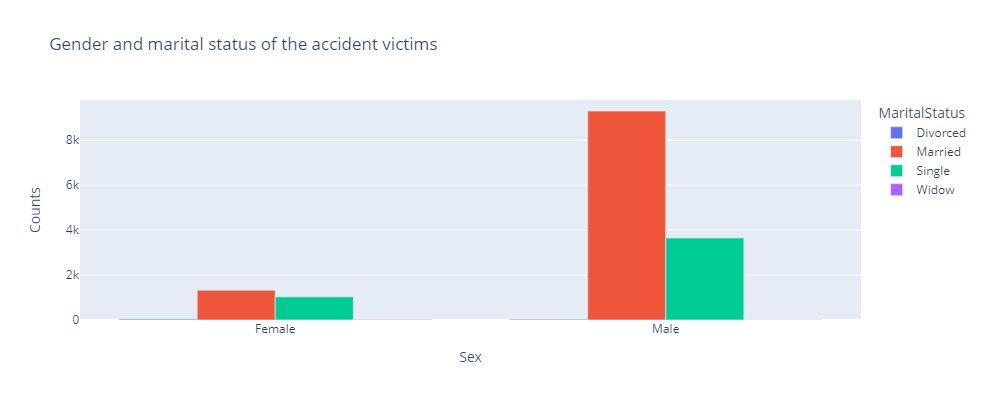 Gender and marital status of the accident victims
MaritalStatus
Divorced
Married
Single
Widow
8k
6k
4k
2k
0
Counts
Female
Male
Sex